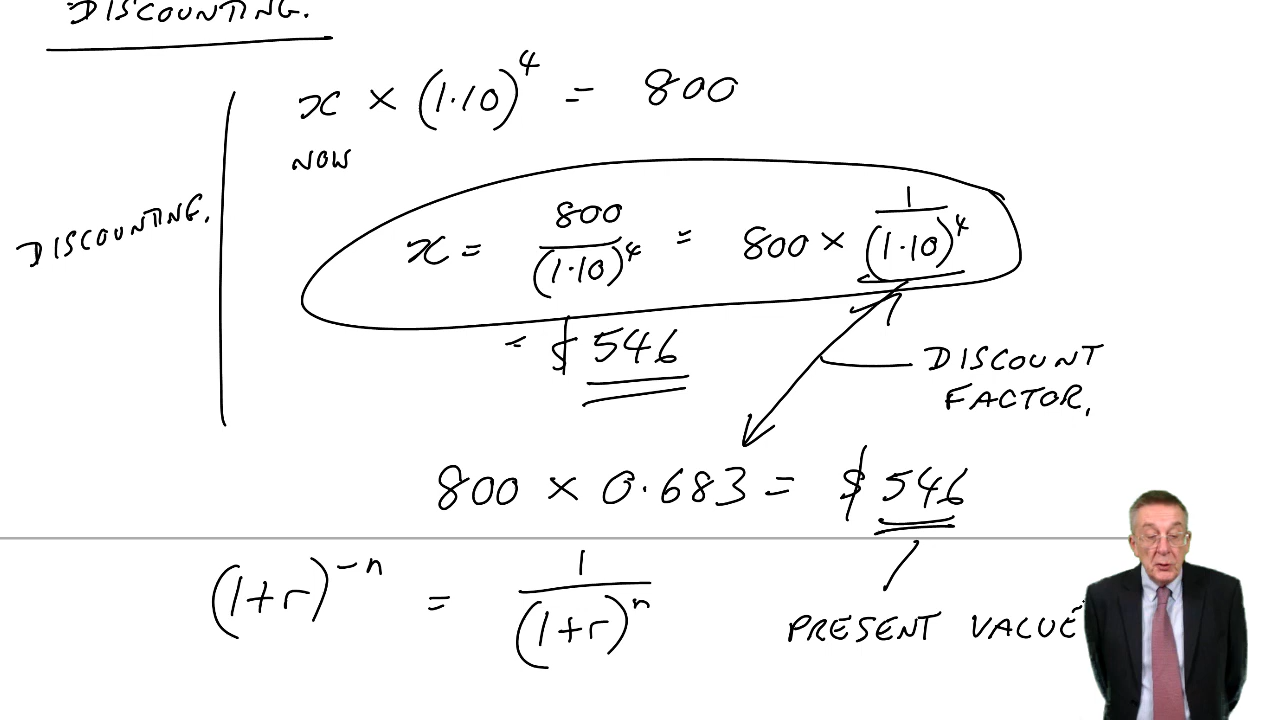 DISCOUNTING.
x × (1·10)^4 = 800
NOW
DISCOUNTING.
x = 800/(1·10)^4 = 800 × 1/(1·10)^4
= $546
DISCOUNT
FACTOR.
800 × 0.683 = $546
(1+r)^-n = 1/(1+r)^n
PRESENT VALUE